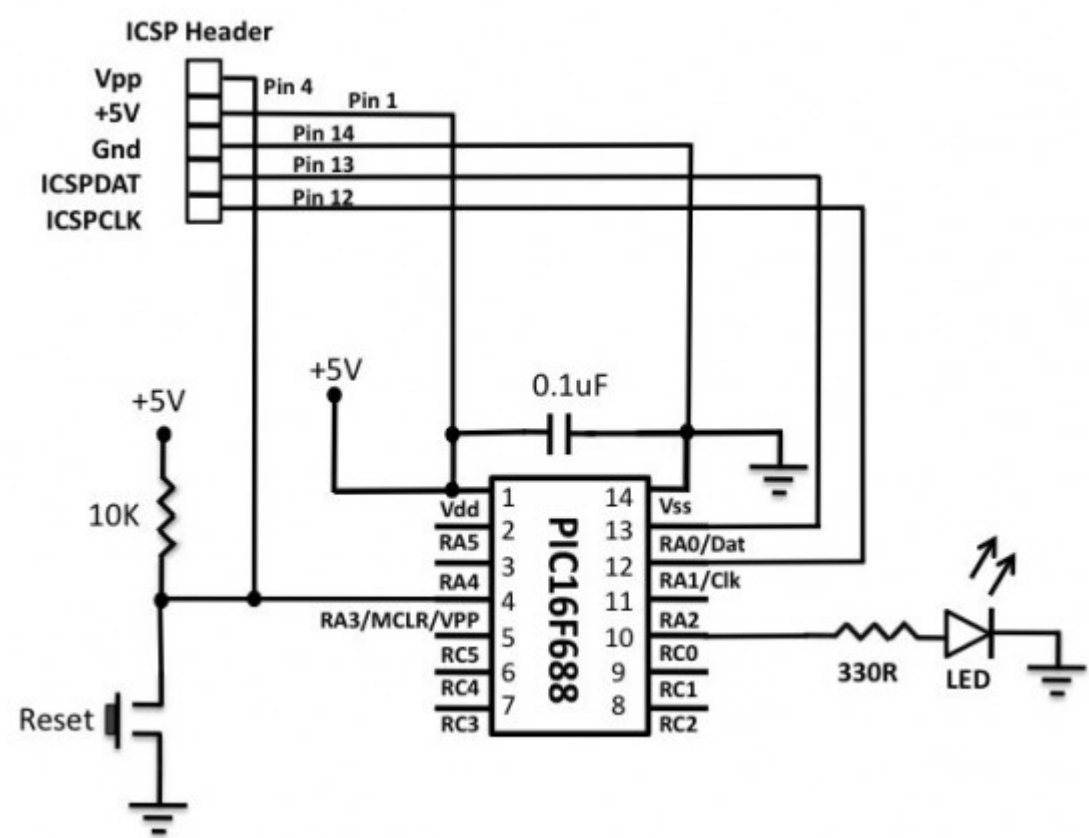 ICSP Header
Vpp
Pin 4
+5V
Pin 1
Gnd
Pin 14
ICSPDAT
Pin 13
ICSPCLK
Pin 12
+5V
0.1uF
+5V
10K
1
14
Vdd
Vss
2
13
RA5
RA0/Dat
3
12
RA4
RA1/Clk
4
11
RA3/MCLR/VPP
RA2
5
10
RC5
RC0
6
9
RC4
RC1
7
8
RC3
RC2
PIC16F688
330R
LED
Reset